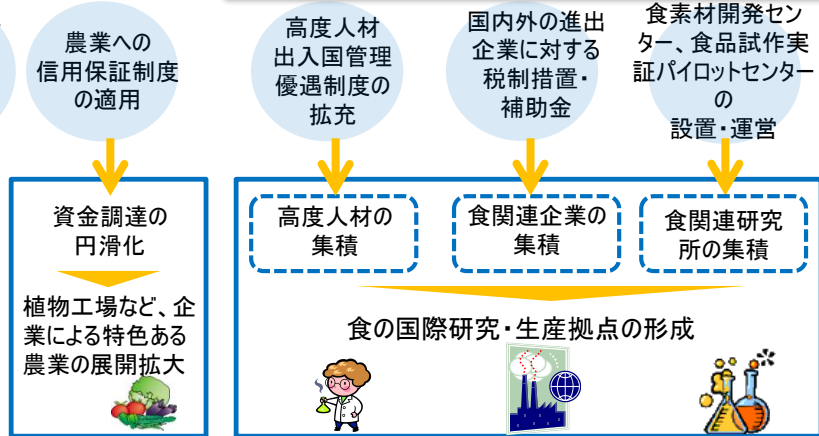 農業への
信用保証制度
の適用
高度人材
出入国管理
優遇制度の
拡充
国内外の進出
企業に対する
税制措置・
補助金
食素材開発セン
ター、食品試作実
証パイロットセンター
の
設置・運営
資金調達の
円滑化
植物工場など、企
業による特色ある
農業の展開拡大
高度人材の
集積
食関連企業の
集積
食関連研究
所の集積
食の国際研究・生産拠点の形成